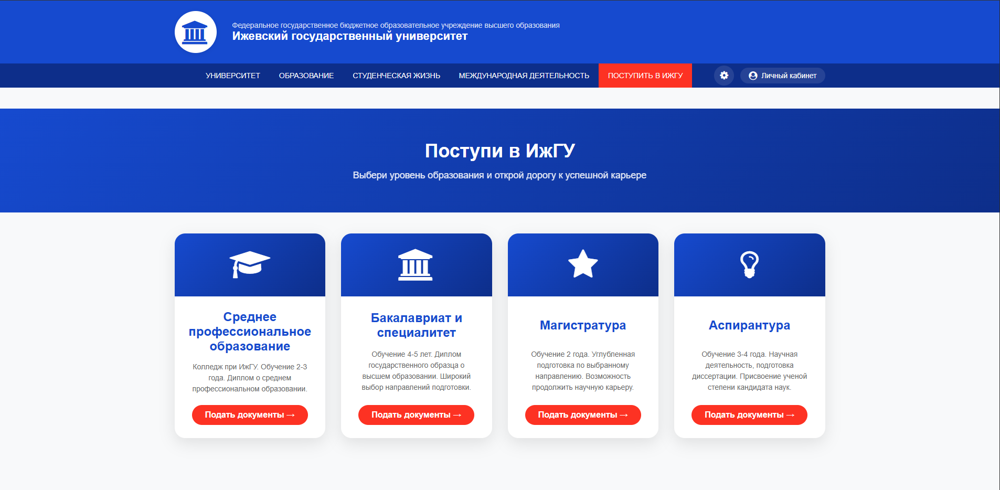 Федеральное государственное бюджетное образовательное учреждение высшего образования
Ижевский государственный университет
УНИВЕРСИТЕТ ОБРАЗОВАНИЕ СТУДЕНЧЕСКАЯ ЖИЗНЬ МЕЖДУНАРОДНАЯ ДЕЯТЕЛЬНОСТЬ ПОСТУПИТЬ В ИЖГУ Личный кабинет
Поступи в ИжГУ
Выбери уровень образования и открой дорогу к успешной карьере
Среднее
профессиональное
образование
Колледж при ИжГУ. Обучение 2-3
года. Диплом о среднем
профессиональном образовании.
Подать документы →
Бакалавриат и
специалитет
Обучение 4-5 лет. Диплом
государственного образца о
высшем образовании. Широкий
выбор направлений подготовки.
Подать документы →
Магистратура
Обучение 2 года. Углубленная
подготовка по выбранному
направлению. Возможность
продолжить научную карьеру.
Подать документы →
Аспирантура
Обучение 3-4 года. Научная
деятельность, подготовка
диссертации. Присвоение ученой
степени кандидата наук.
Подать документы →